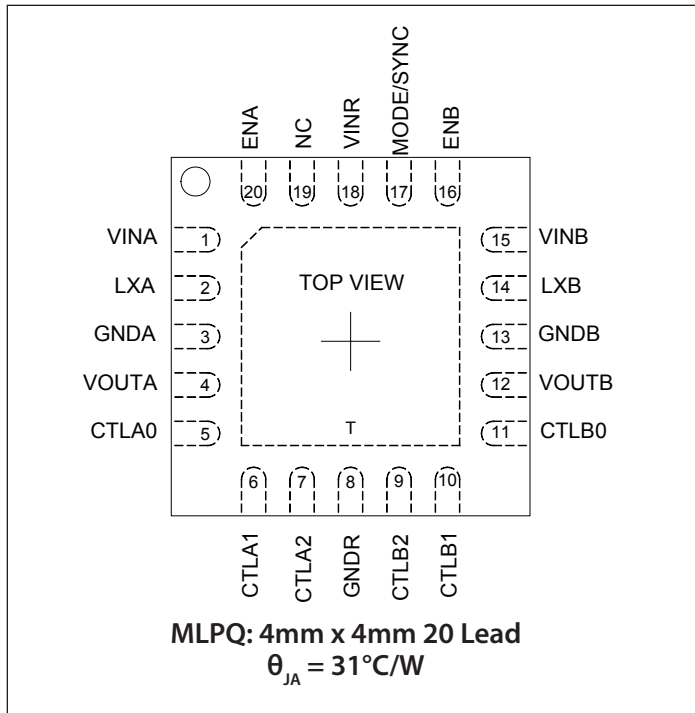 ENA
NC
VINR
MODE/SYNC
ENB
20
19
18
17
16
VINA 1
15 VINB
LXA 2
TOP VIEW
14 LXB
GNDA 3
13 GNDB
VOUTA 4
12 VOUTB
CTLA0 5
T
11 CTLB0
6
7
8
9
10
CTLA1
CTLA2
GNDR
CTLB2
CTLB1
MLPQ: 4mm x 4mm 20 Lead
θJA = 31°C/W